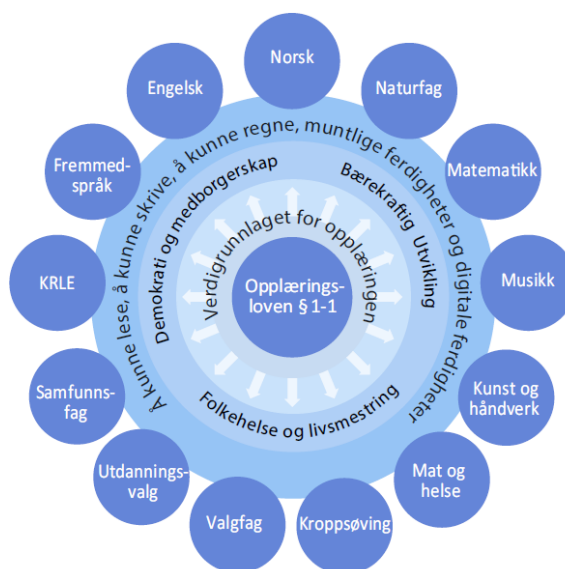 Norsk
Naturfag
Matematikk
Musikk
Kunst og
håndverk
Mat og
helse
Kroppsøving
Valgfag
Utdannings-
valg
Samfunns-
fag
KRLE
Fremmed-
språk
Engelsk
Å kunne lese, å kunne skrive, å kunne regne, muntlige ferdigheter og digitale ferdigheter
Demokrati og medborgerskap
Bærekraftig Utvikling
Folkehelse og livsmestring
Verdigrunnlaget for opplæringen
Opplærings-
loven § 1-1